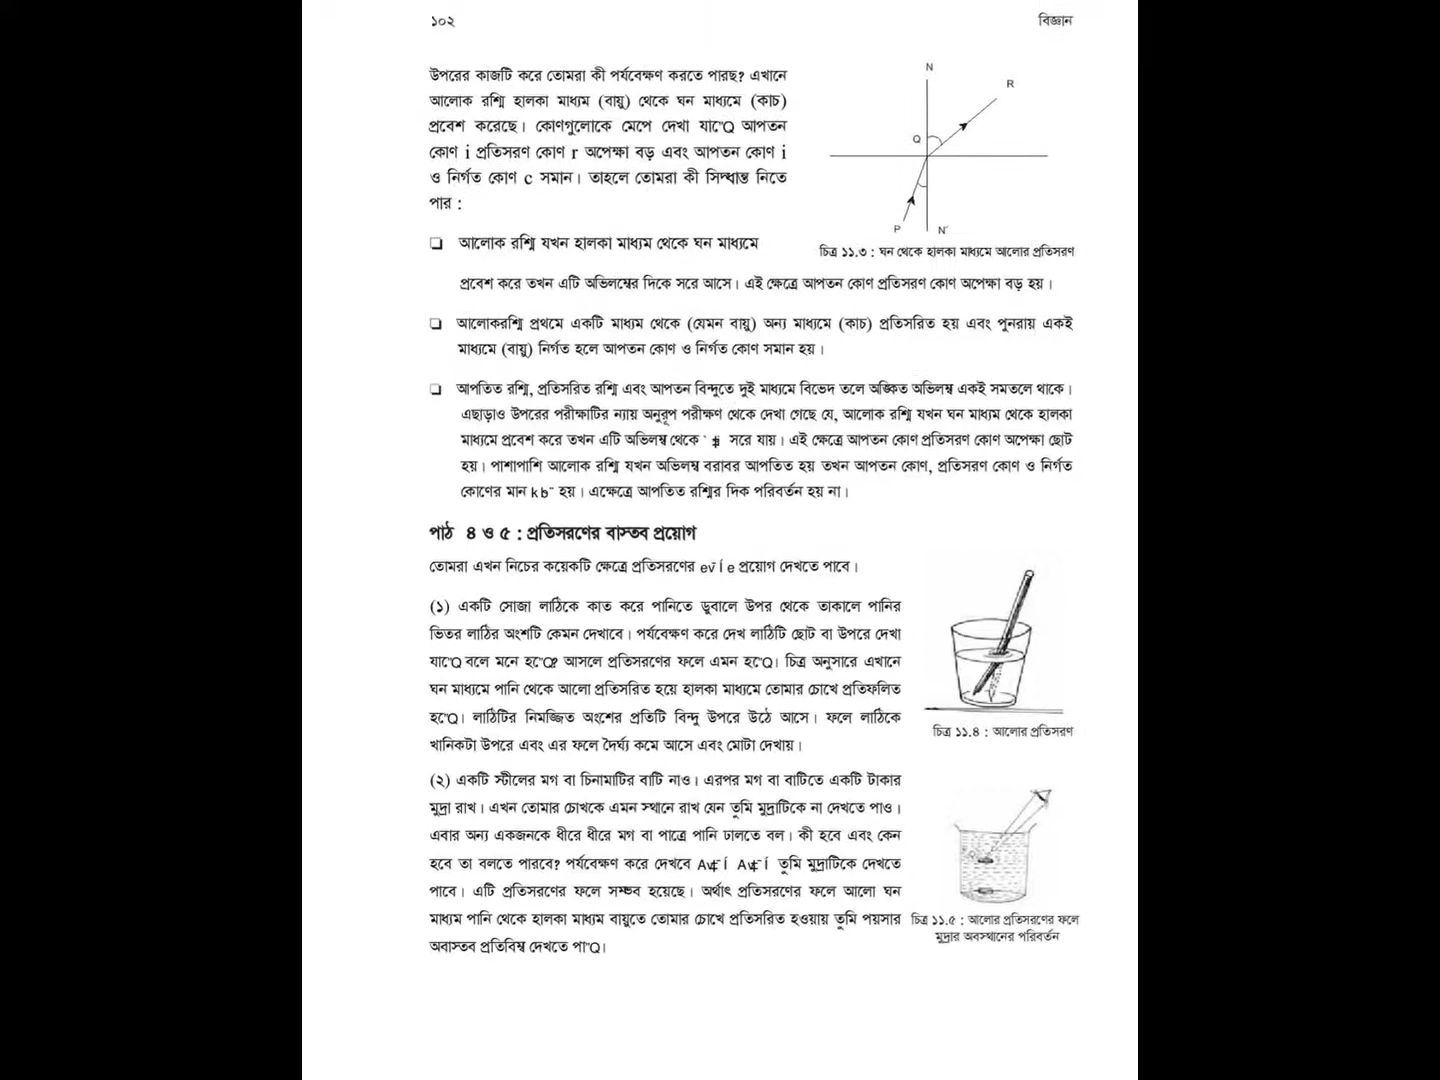 ১০২
বিজ্ঞান
উপরের কাজটি করে তোমরা কী পর্যবেক্ষণ করতে পারছ? এখানে
আলোক রশ্মি হালকা মাধ্যম (বায়ু) থেকে ঘন মাধ্যমে (কাচ)
প্রবেশ করেছে। কোণগুলোকে মেপে দেখা যা"Q আপতন
কোণ i প্রতিসরণ কোণ r অপেক্ষা বড় এবং আপতন কোণ i
ও নির্গত কোণ c সমান। তাহলে তোমরা কী সিদ্ধান্ত নিতে
পার :
N
R
Q
P
N′
চিত্র ১১.৩ : ঘন থেকে হালকা মাধ্যমে আলোর প্রতিসরণ
❑ আলোক রশ্মি যখন হালকা মাধ্যম থেকে ঘন মাধ্যমে
প্রবেশ করে তখন এটি অভিলম্বের দিকে সরে আসে। এই ক্ষেত্রে আপতন কোণ প্রতিসরণ কোণ অপেক্ষা বড় হয়।
❑ আলোকরশ্মি প্রথমে একটি মাধ্যম থেকে (যেমন বায়ু) অন্য মাধ্যমে (কাচ) প্রতিসরিত হয় এবং পুনরায় একই
মাধ্যমে (বায়ু) নির্গত হলে আপতন কোণ ও নির্গত কোণ সমান হয়।
❑ আপতিত রশ্মি, প্রতিসরিত রশ্মি এবং আপতন বিন্দুতে দুই মাধ্যমে বিভেদ তলে অঙ্কিত অভিলম্ব একই সমতলে থাকে।
এছাড়াও উপরের পরীক্ষাটির ন্যায় অনুরূপ পরীক্ষণ থেকে দেখা গেছে যে, আলোক রশ্মি যখন ঘন মাধ্যম থেকে হালকা
মাধ্যমে প্রবেশ করে তখন এটি অভিলম্ব থেকে সরে যায়। এই ক্ষেত্রে আপতন কোণ প্রতিসরণ কোণ অপেক্ষা ছোট
হয়। পাশাপাশি আলোক রশ্মি যখন অভিলম্ব বরাবর আপতিত হয় তখন আপতন কোণ, প্রতিসরণ কোণ ও নির্গত
কোণের মান kb¨ হয়। এক্ষেত্রে আপতিত রশ্মির দিক পরিবর্তন হয় না।
পাঠ ৪ ও ৫ : প্রতিসরণের বাস্তব প্রয়োগ
তোমরা এখন নিচের কয়েকটি ক্ষেত্রে প্রতিসরণের ev¯Íe প্রয়োগ দেখতে পাবে।
(১) একটি সোজা লাঠিকে কাত করে পানিতে ডুবালে উপর থেকে তাকালে পানির
ভিতর লাঠির অংশটি কেমন দেখাবে। পর্যবেক্ষণ করে দেখ লাঠিটি ছোট বা উপরে দেখা
যা"Q বলে মনে হ"Q? আসলে প্রতিসরণের ফলে এমন হ"Q। চিত্র অনুসারে এখানে
ঘন মাধ্যমে পানি থেকে আলো প্রতিসরিত হয়ে হালকা মাধ্যমে তোমার চোখে প্রতিফলিত
হ"Q। লাঠিটির নিমজ্জিত অংশের প্রতিটি বিন্দু উপরে উঠে আসে। ফলে লাঠিকে
খানিকটা উপরে এবং এর ফলে দৈর্ঘ্য কমে আসে এবং মোটা দেখায়।
চিত্র ১১.৪ : আলোর প্রতিসরণ
(২) একটি স্টীলের মগ বা চিনামাটির বাটি নাও। এরপর মগ বা বাটিতে একটি টাকার
মুদ্রা রাখ। এখন তোমার চোখকে এমন স্থানে রাখ যেন তুমি মুদ্রাটিকে না দেখতে পাও।
এবার অন্য একজনকে ধীরে ধীরে মগ বা পাত্রে পানি ঢালতে বল। কী হবে এবং কেন
হবে তা বলতে পারবে? পর্যবেক্ষণ করে দেখবে তুমি মুদ্রাটিকে দেখতে
পাবে। এটি প্রতিসরণের ফলে সম্ভব হয়েছে। অর্থাৎ প্রতিসরণের ফলে আলো ঘন
মাধ্যম পানি থেকে হালকা মাধ্যম বায়ুতে তোমার চোখে প্রতিসরিত হওয়ায় তুমি পয়সার
অবাস্তব প্রতিবিম্ব দেখতে পা"Q।
চিত্র ১১.৫ : আলোর প্রতিসরণের ফলে
মুদ্রার অবস্থানের পরিবর্তন